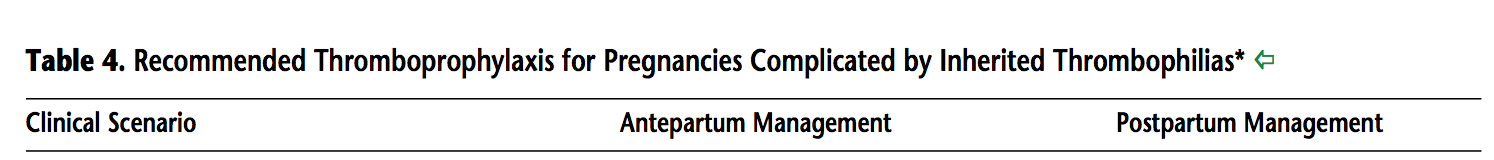 Table 4. Recommended Thromboprophylaxis for Pregnancies Complicated by Inherited Thrombophilias* ⇦
Clinical Scenario Antepartum Management Postpartum Management